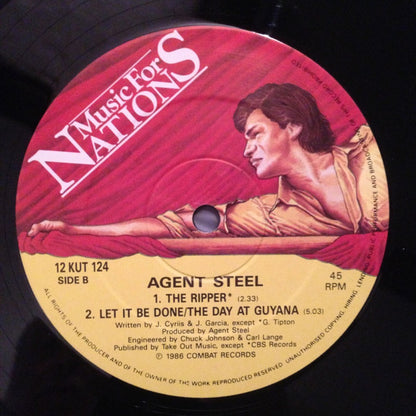 Music For
NATIONS
12 KUT 124
SIDE B
AGENT STEEL
45
RPM
1. THE RIPPER* (2.33)
2. LET IT BE DONE/THE DAY AT GUYANA (5.03)
Written by J. Cyriis & J. Garcia, except *G. Tipton
Produced by Agent Steel
Engineered by Chuck Johnson & Carl Lange
Published by Take Out Music, except *CBS Records
℗ 1986 COMBAT RECORDS
ALL RIGHTS OF THE PRODUCER AND OF THE OWNER OF THE WORK REPRODUCED RESERVED. UNAUTHORISED COPYING, HIRING, LENDING, PUBLIC PERFORMANCE AND BROADCASTING OF THIS RECORD PROHIBITED